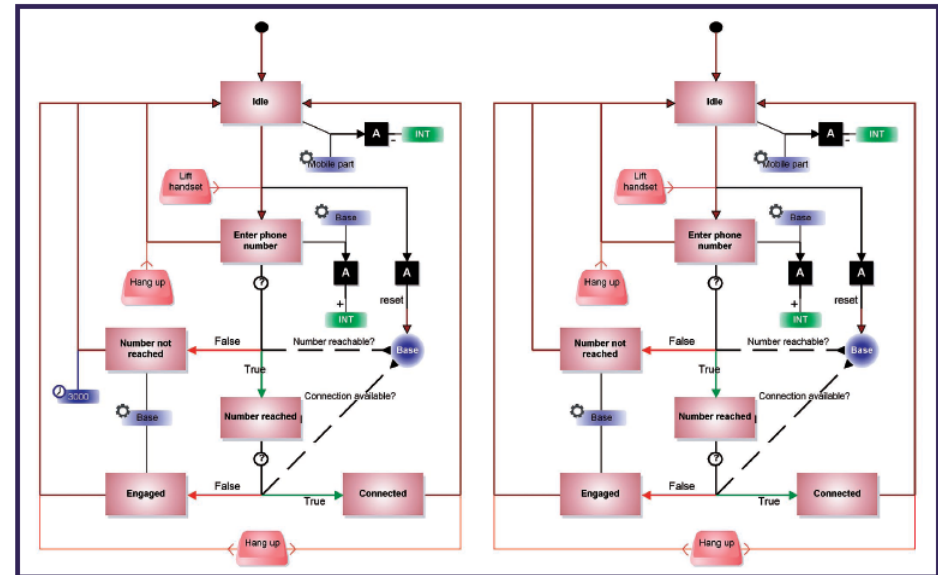 Idle
A
INT
-
Mobile part
Lift
handset
Base
Enter phone
number
A
A
Hang up
?
+
reset
INT
Number not
reached
False
Number reachable?
Base
True
3000
Connection available?
Base
Number reached
?
Engaged
False
True
Connected
Hang up
Idle
A
INT
-
Mobile part
Lift
handset
Base
Enter phone
number
A
A
Hang up
?
+
reset
INT
Number not
reached
False
Number reachable?
Base
True
Connection available?
Base
Number reached
?
Engaged
False
True
Connected
Hang up